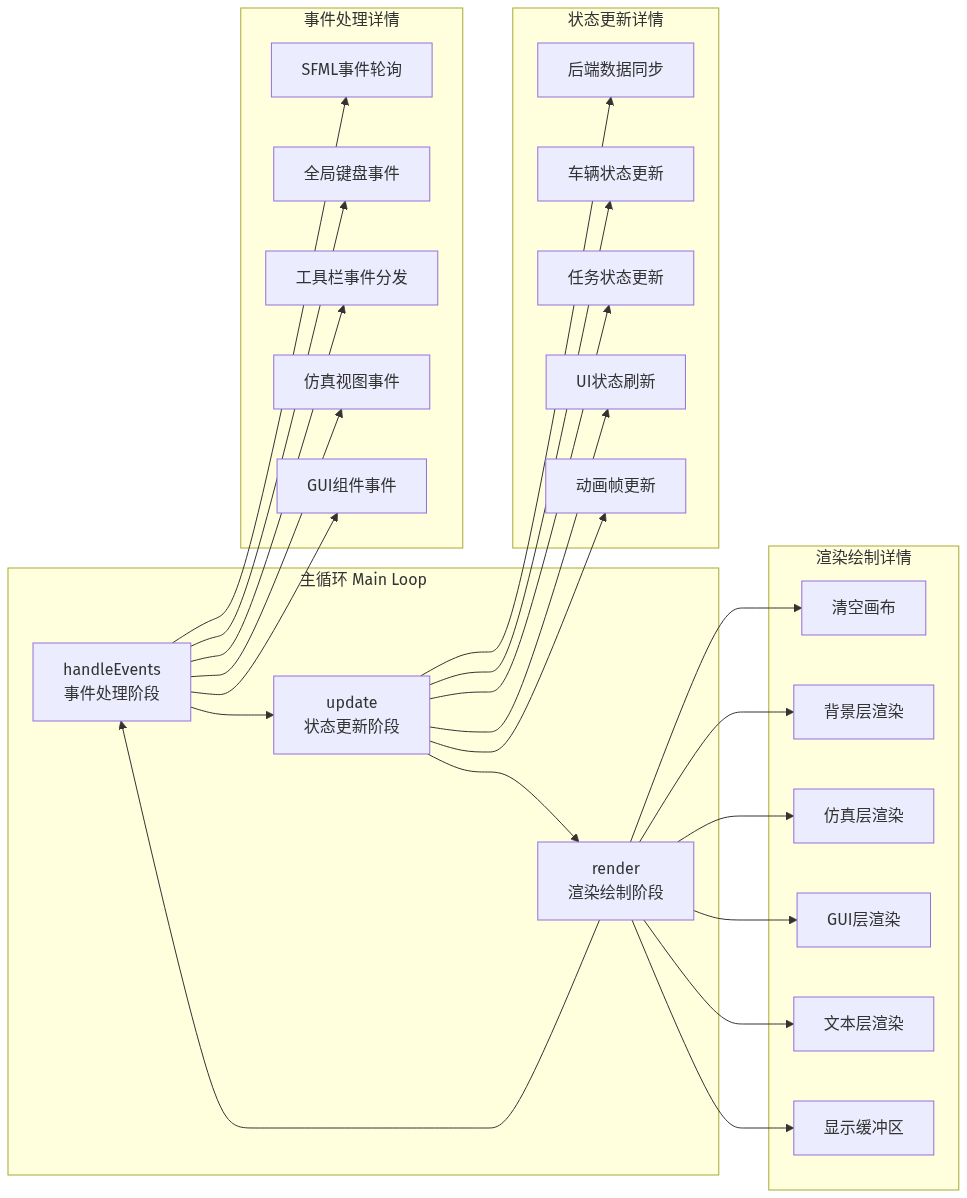 事件处理详情
SFML事件轮询
全局键盘事件
工具栏事件分发
仿真视图事件
GUI组件事件
状态更新详情
后端数据同步
车辆状态更新
任务状态更新
UI状态刷新
动画帧更新
主循环 Main Loop
handleEvents
事件处理阶段
update
状态更新阶段
render
渲染绘制阶段
渲染绘制详情
清空画布
背景层渲染
仿真层渲染
GUI层渲染
文本层渲染
显示缓冲区